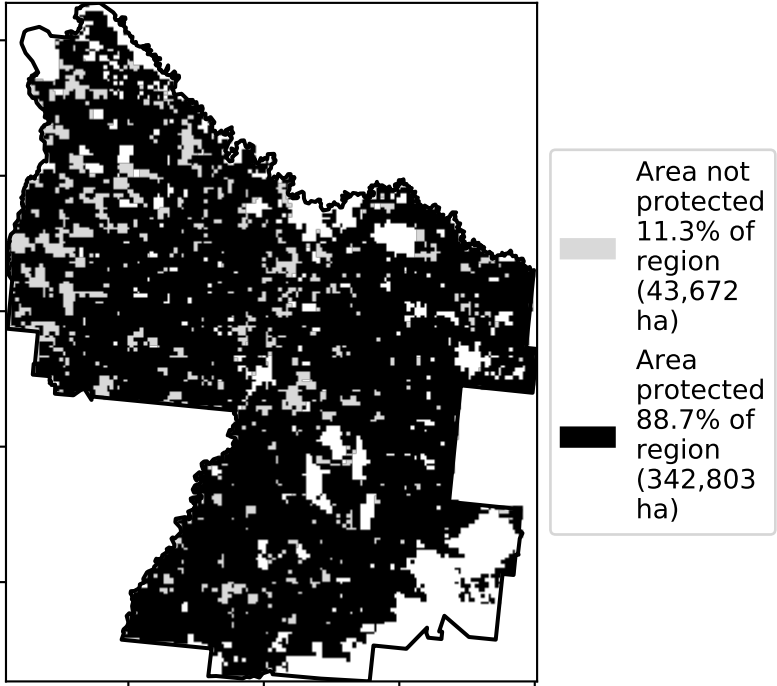 Area not
protected
11.3% of
region
(43,672
ha)
Area
protected
88.7% of
region
(342,803
ha)